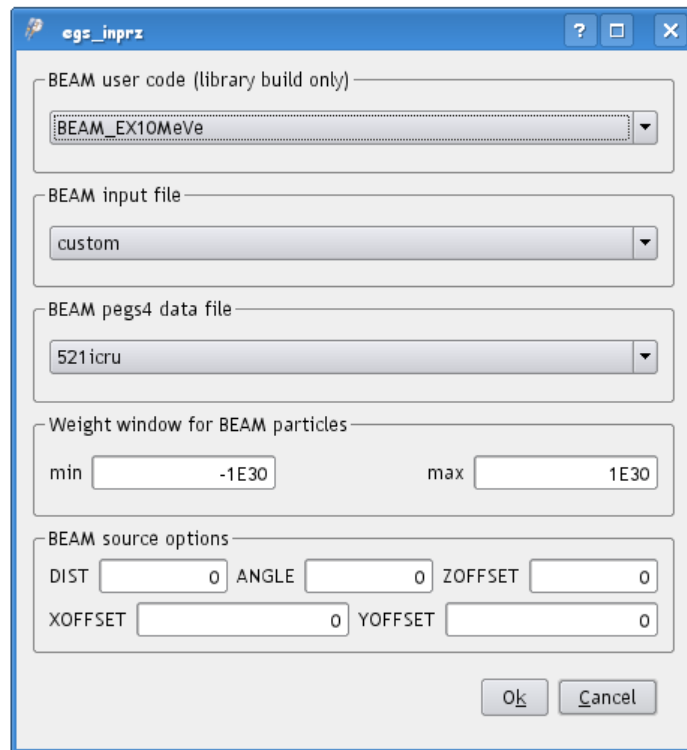 egs_inprz
BEAM user code (library build only)
BEAM_EX10MeVe
BEAM input file
custom
BEAM pegs4 data file
521icru
Weight window for BEAM particles
min -1E30 max 1E30
BEAM source options
DIST 0 ANGLE 0 ZOFFSET 0
XOFFSET 0 YOFFSET 0
Ok Cancel